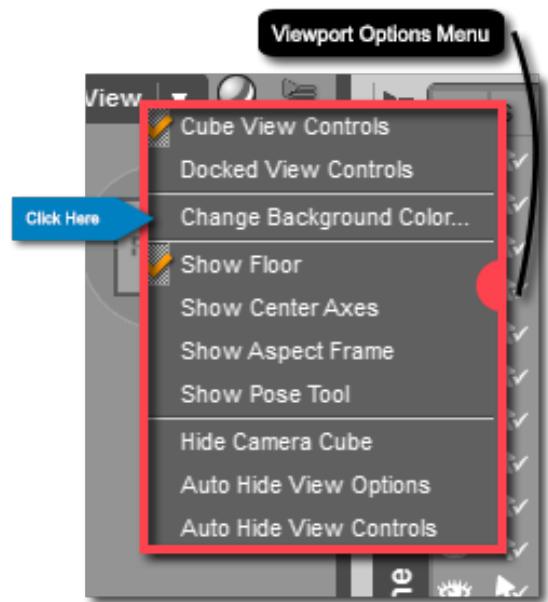 Viewport Options Menu
View
Cube View Controls
Docked View Controls
Click Here
Change Background Color...
Show Floor
Show Center Axes
Show Aspect Frame
Show Pose Tool
Hide Camera Cube
Auto Hide View Options
Auto Hide View Controls